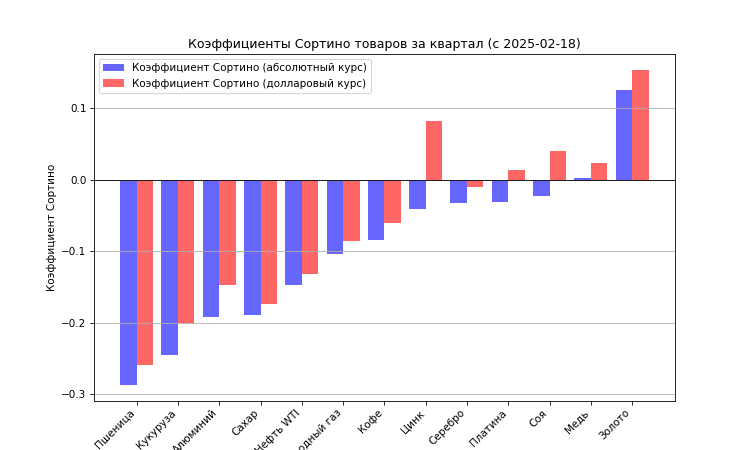 Коэффициенты Сортино товаров за квартал (с 2025-02-18)
Коэффициент Сортино (абсолютный курс)
Коэффициент Сортино (долларовый курс)
Коэффициент Сортино
0.1
0.0
−0.1
−0.2
−0.3
Пшеница
Кукуруза
Алюминий
Сахар
Нефть WTI
одный газ
Кофе
Цинк
Серебро
Платина
Соя
Медь
Золото